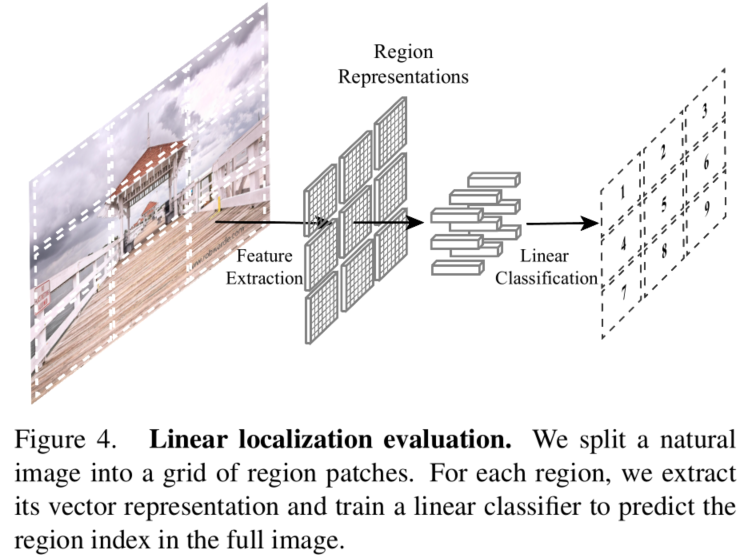 Region
Representations
Feature
Extraction
Linear
Classification
1
2
3
4
5
6
7
8
9
Figure 4. Linear localization evaluation. We split a natural
image into a grid of region patches. For each region, we extract
its vector representation and train a linear classifier to predict the
region index in the full image.